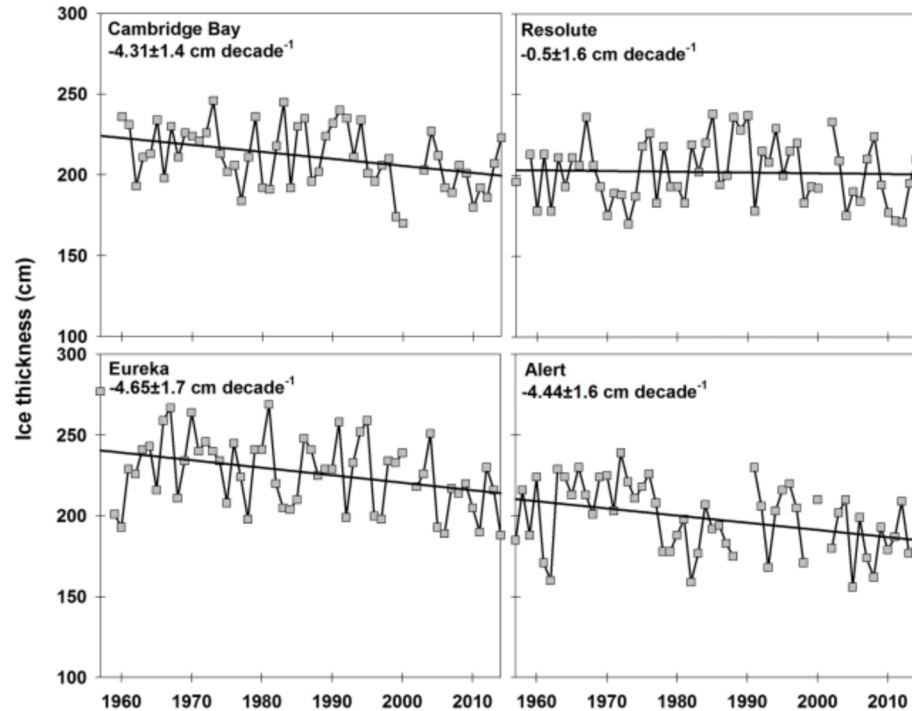 300
Cambridge Bay
-4.31±1.4 cm decade-1
Resolute
-0.5±1.6 cm decade-1
250
200
150
100
Ice thickness (cm)
300
Eureka
-4.65±1.7 cm decade-1
Alert
-4.44±1.6 cm decade-1
250
200
150
100
1960 1970 1980 1990 2000 2010 1960 1970 1980 1990 2000 2010